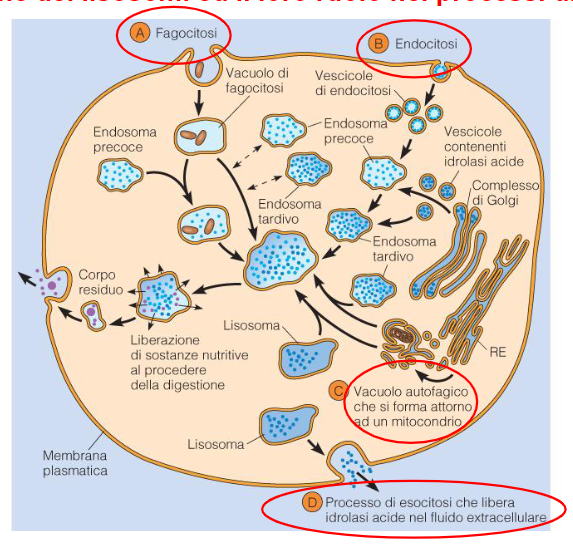 A Fagocitosi
B Endocitosi
Vacuolo di
fagocitosi
Vescicole
di endocitosi
Endosoma
precoce
Endosoma
precoce
Vescicole
contenenti
idrolasi acide
Complesso
di Golgi
Endosoma
tardivo
Endosoma
tardivo
Corpo
residuo
Lisosoma
RE
Liberazione
di sostanze nutritive
al procedere
della digestione
C Vacuolo autofagico
che si forma attorno
ad un mitocondrio
Lisosoma
Membrana
plasmatica
D Processo di esocitosi che libera
idrolasi acide nel fluido extracellulare